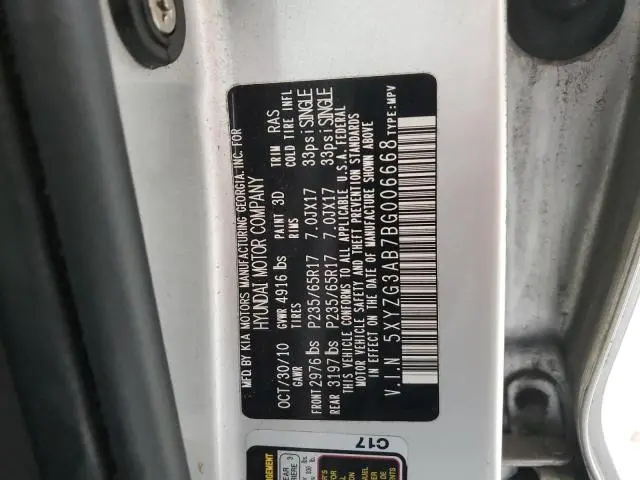 MFD.BY KIA MOTORS MANUFACTURING GEORGIA, INC. FOR
HYUNDAI MOTOR COMPANY
OCT/30/10 GVWR 4916 lbs PAINT 3D TRIM RAS
GAWR TIRES RIMS COLD TIRE INFL
FRONT 2976 lbs P235/65R17 7.0JX17 33psi SINGLE
REAR 3197 lbs P235/65R17 7.0JX17 33psi SINGLE
THIS VEHICLE CONFORMS TO ALL APPLICABLE U.S.A. FEDERAL
MOTOR VEHICLE SAFETY AND THEFT PREVENTION STANDARDS
IN EFFECT ON THE DATE OF MANUFACTURE SHOWN ABOVE
V.I.N 5XYZG3AB7BG006668 TYPE:MPV
C17